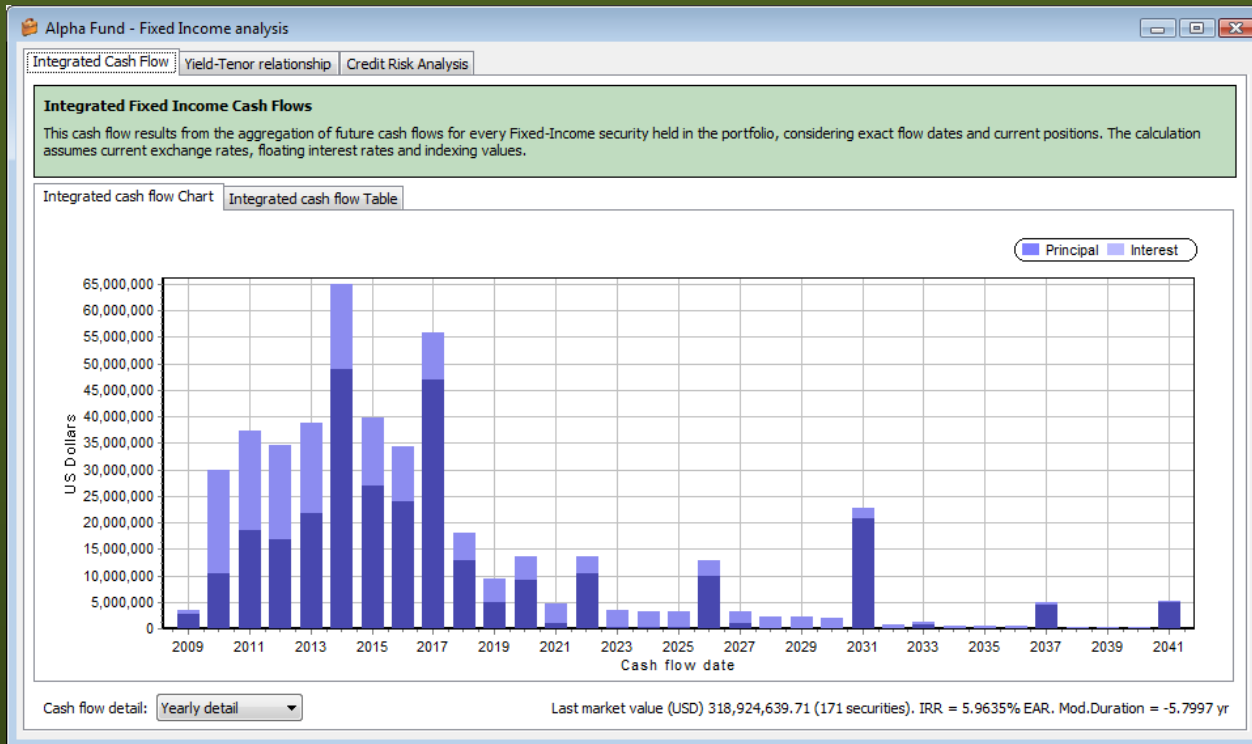 Alpha Fund - Fixed Income analysis
Integrated Cash Flow Yield-Tenor relationship Credit Risk Analysis
Integrated Fixed Income Cash Flows
This cash flow results from the aggregation of future cash flows for every Fixed-Income security held in the portfolio, considering exact flow dates and current positions. The calculation
assumes current exchange rates, floating interest rates and indexing values.
Integrated cash flow Chart Integrated cash flow Table
Principal Interest
65,000,000
60,000,000
55,000,000
50,000,000
45,000,000
40,000,000
35,000,000
30,000,000
25,000,000
20,000,000
15,000,000
10,000,000
5,000,000
0
US Dollars
2009 2011 2013 2015 2017 2019 2021 2023 2025 2027 2029 2031 2033 2035 2037 2039 2041
Cash flow date
Cash flow detail: Yearly detail Last market value (USD) 318,924,639.71 (171 securities). IRR = 5.9635% EAR. Mod.Duration = -5.7997 yr